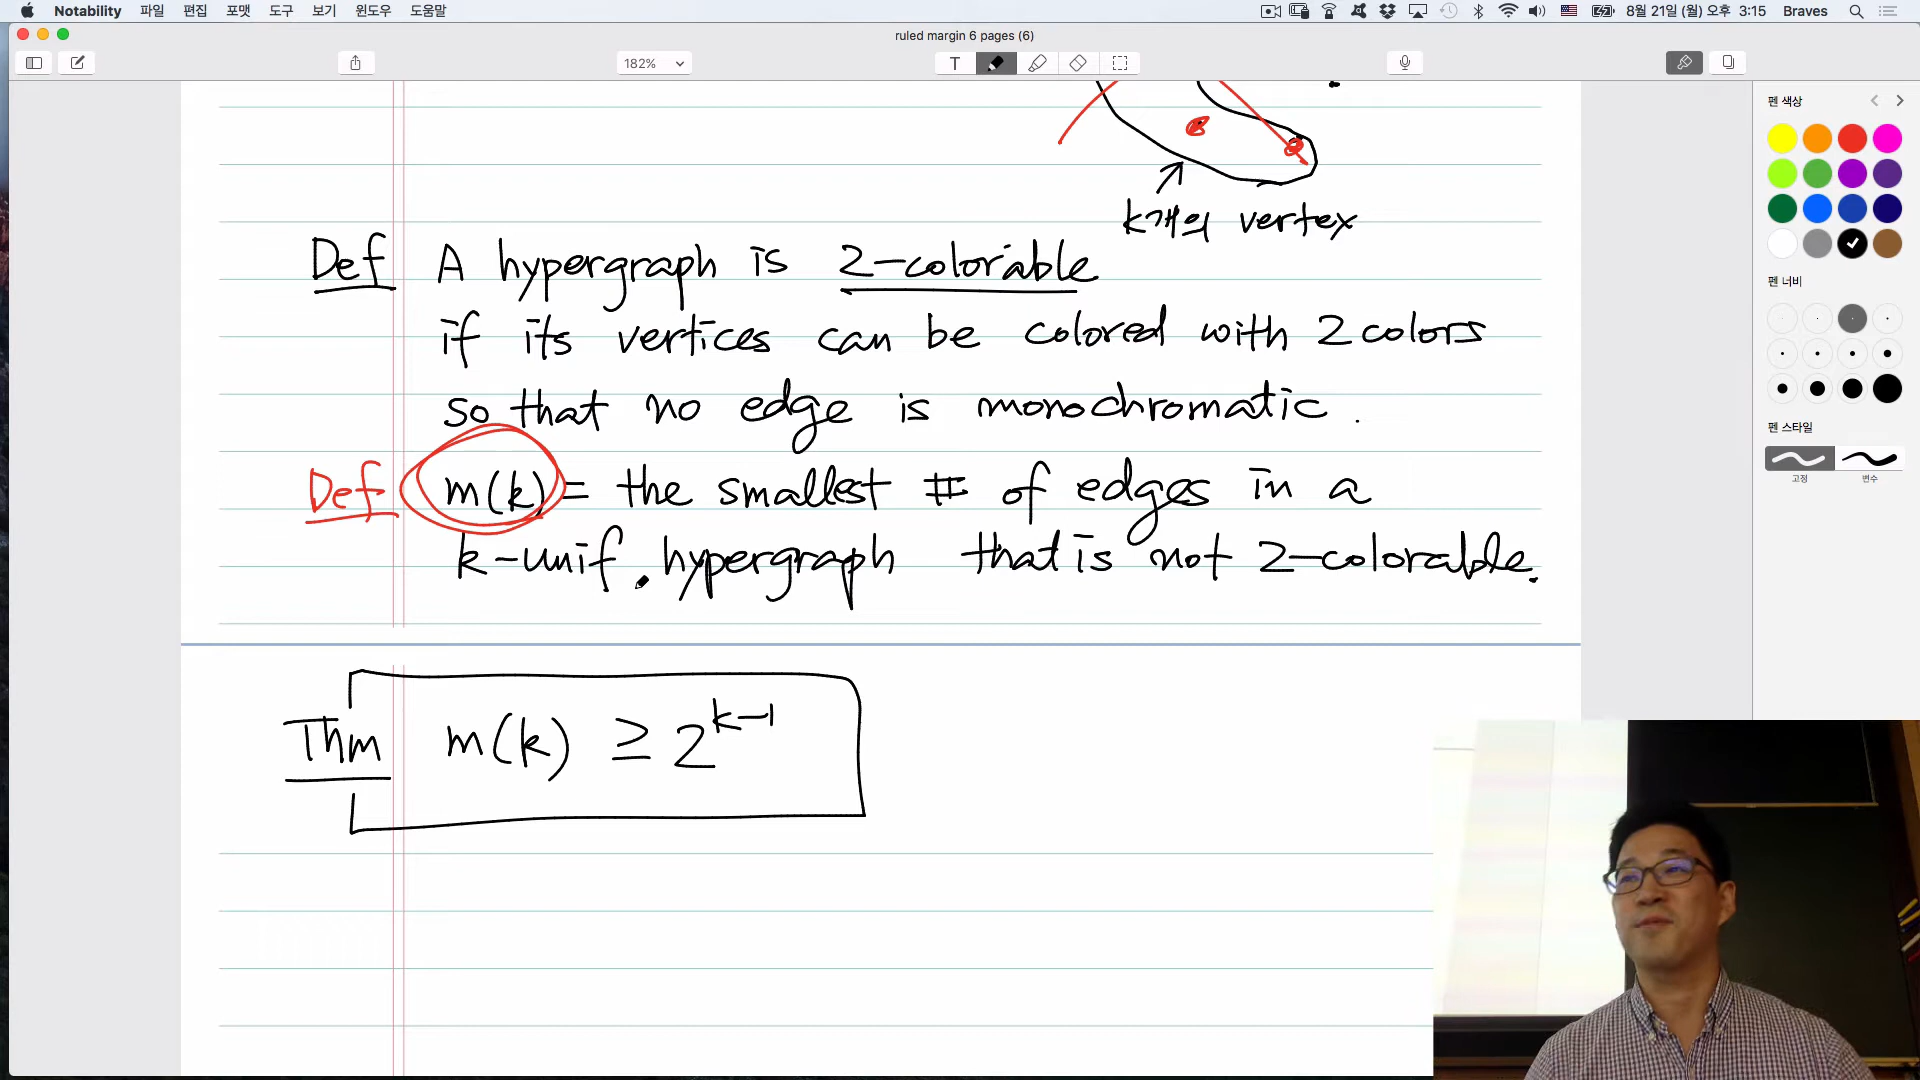 Notability 파일 편집 포맷 도구 보기 윈도우 도움말 8월 21일 (월) 오후 3:15 Braves
ruled margin 6 pages (6)
T 182%
펜 색상
펜 너비
펜 스타일
고정 변수
k개의 vertex
Def A hypergraph is 2-colorable
if its vertices can be colored with 2 colors
so that no edge is monochromatic.
Def m(k) = the smallest # of edges in a
k-unif. hypergraph that is not 2-colorable.
Thm m(k) ≥ 2^{k-1}